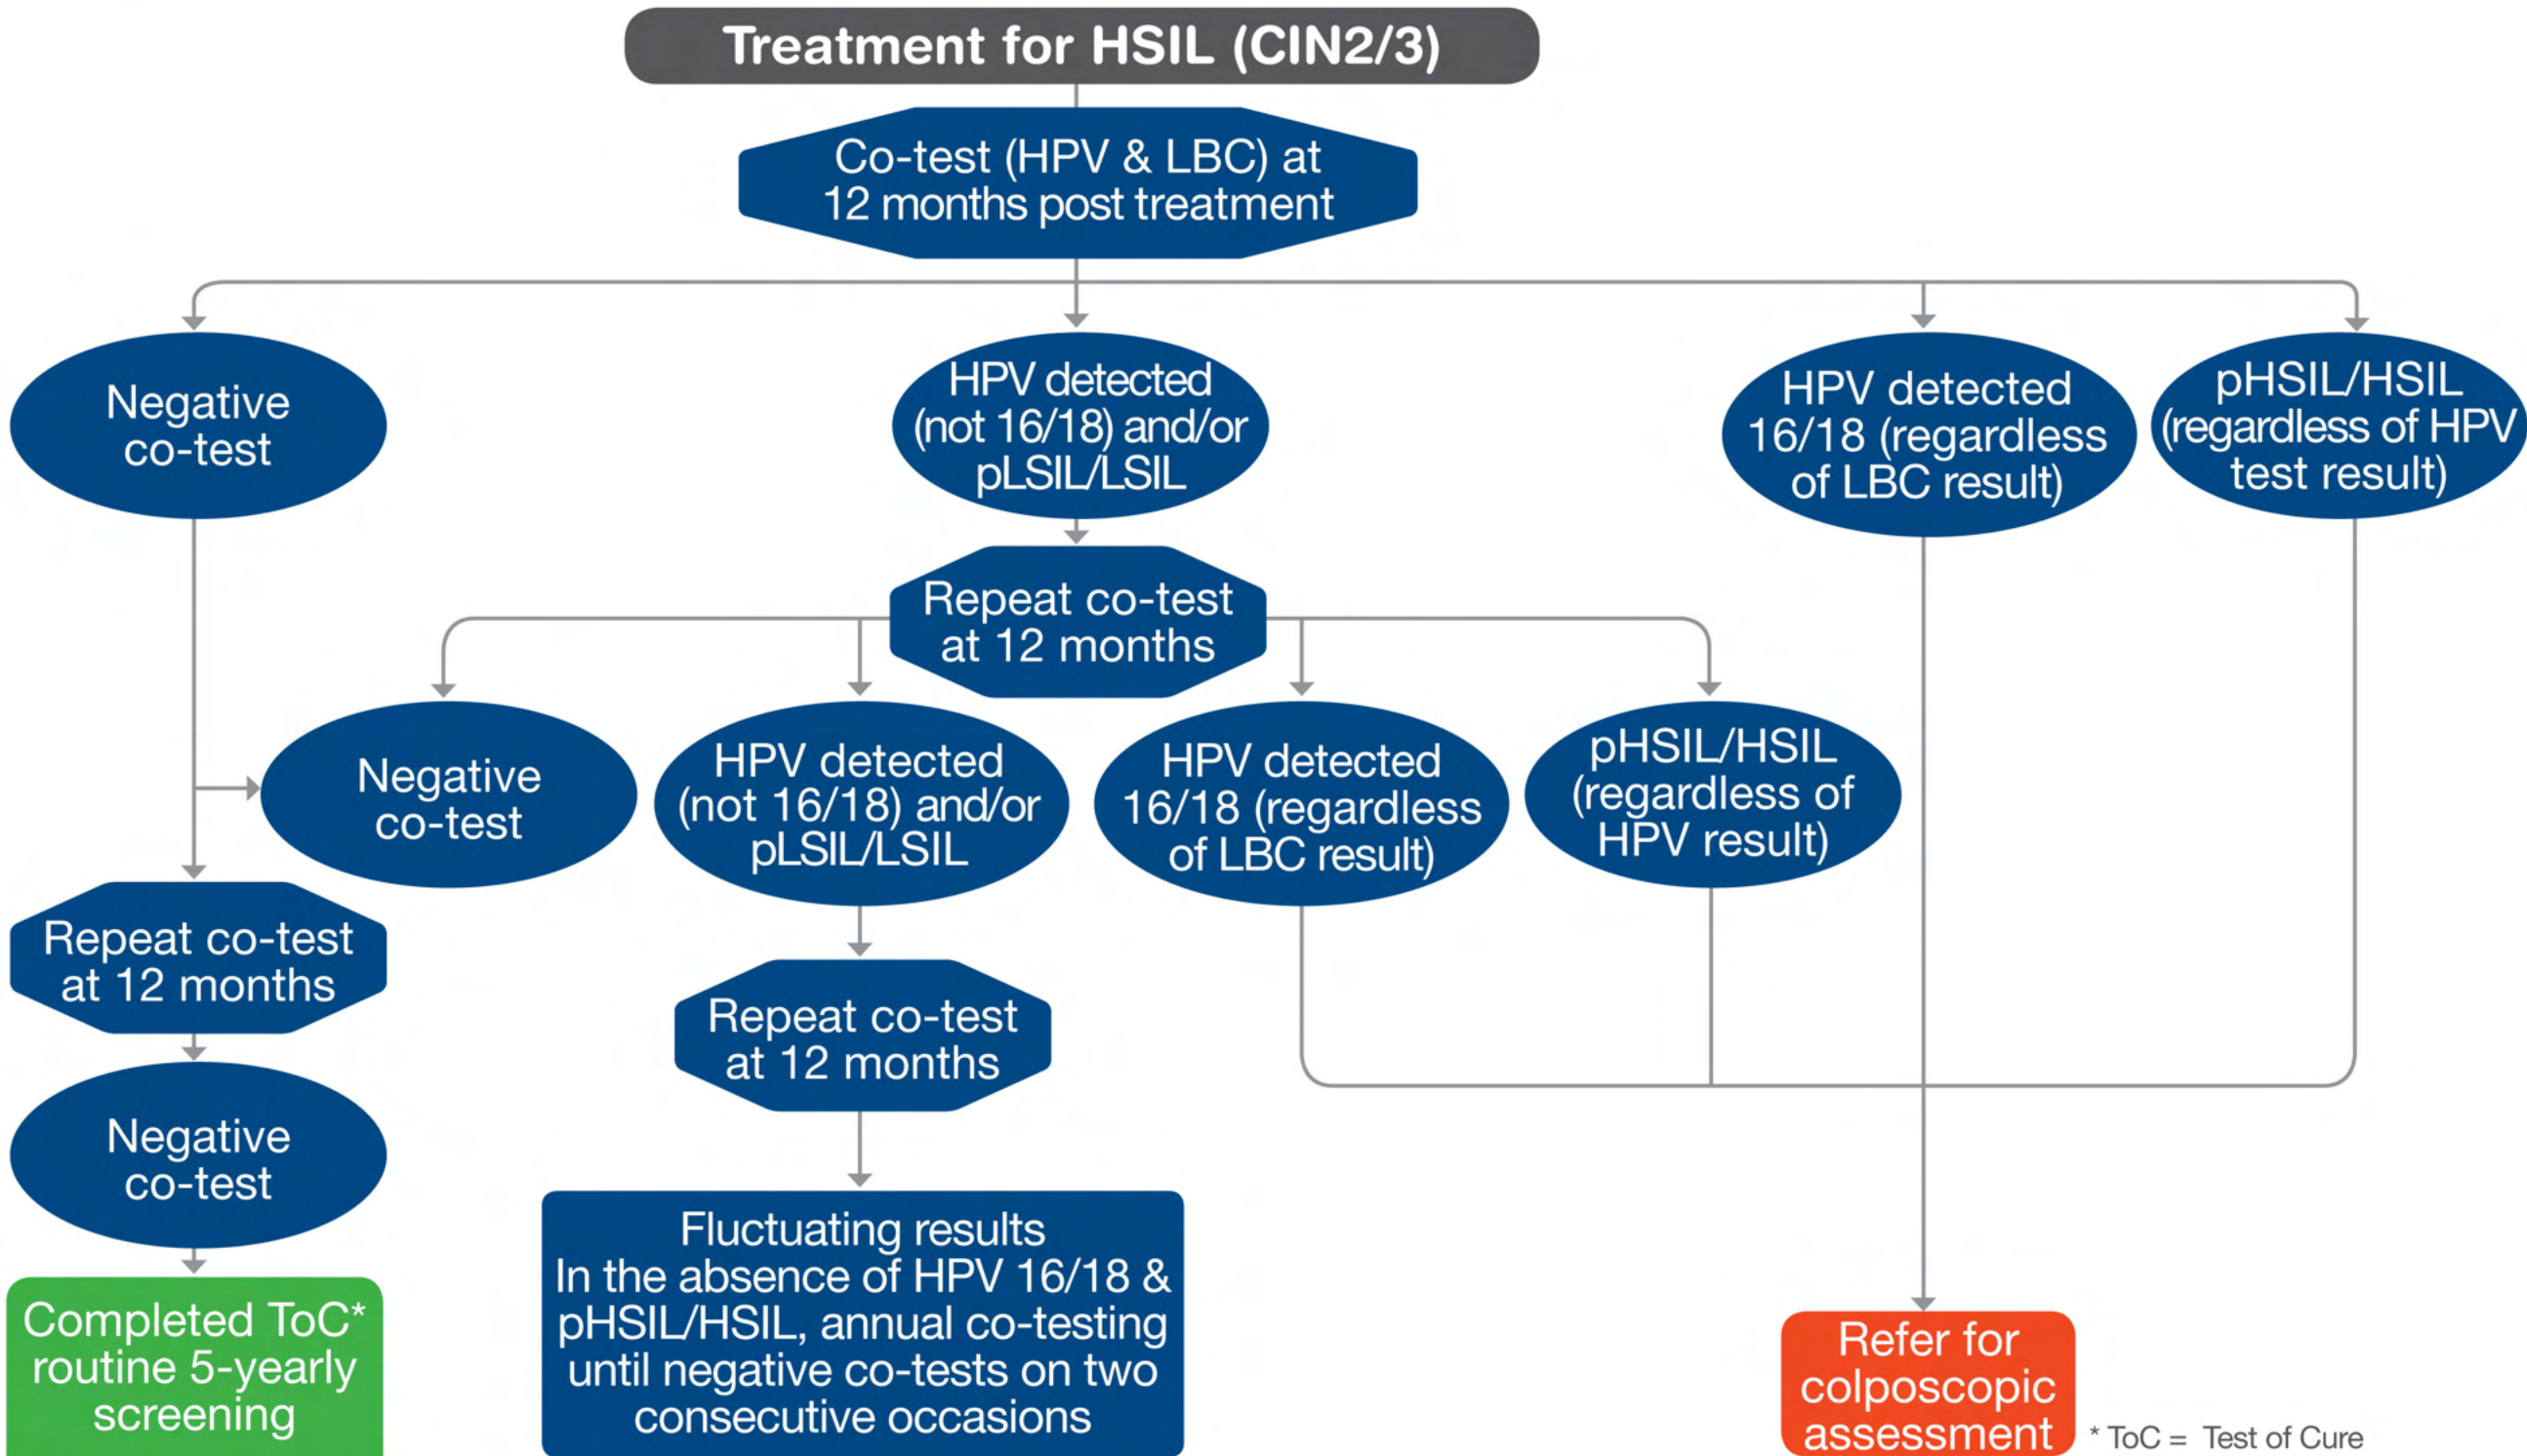 Treatment for HSIL (CIN2/3)
Co-test (HPV & LBC) at
12 months post treatment
Negative
co-test
HPV detected
(not 16/18) and/or
pLSIL/LSIL
HPV detected
16/18 (regardless
of LBC result)
pHSIL/HSIL
(regardless of HPV
test result)
Repeat co-test
at 12 months
Negative
co-test
HPV detected
(not 16/18) and/or
pLSIL/LSIL
HPV detected
16/18 (regardless
of LBC result)
pHSIL/HSIL
(regardless of
HPV result)
Repeat co-test
at 12 months
Repeat co-test
at 12 months
Negative
co-test
Fluctuating results
In the absence of HPV 16/18 &
pHSIL/HSIL, annual co-testing
until negative co-tests on two
consecutive occasions
Completed ToC*
routine 5-yearly
screening
Refer for
colposcopic
assessment
* ToC = Test of Cure